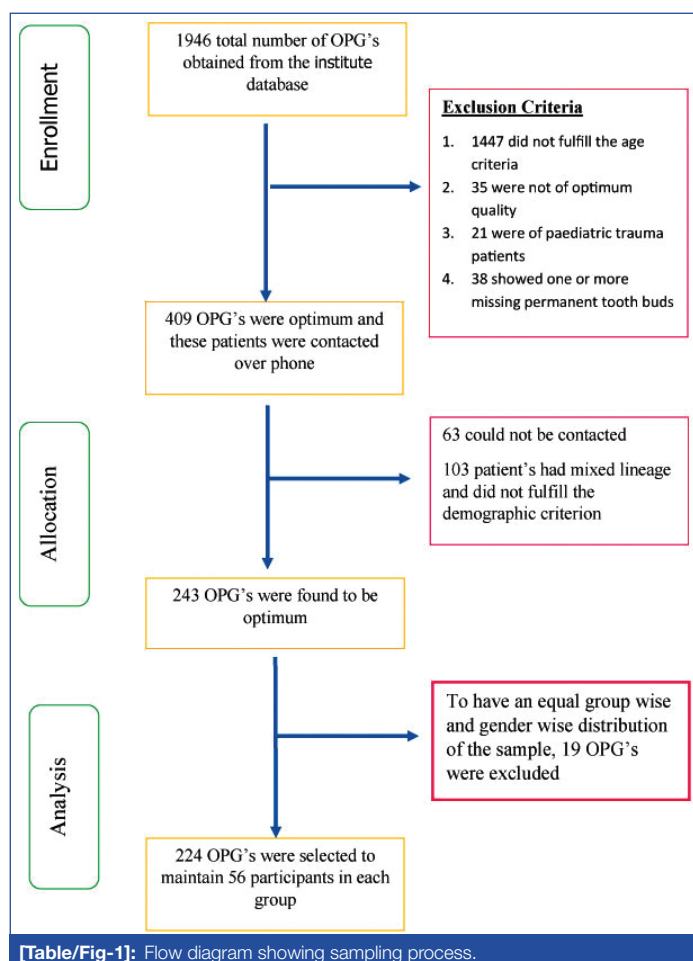 Enrollment
1946 total number of OPG's
obtained from the institute
database
Exclusion Criteria
1. 1447 did not fulfill the age
criteria
2. 35 were not of optimum
quality
3. 21 were of paediatric trauma
patients
4. 38 showed one or more
missing permanent tooth buds
409 OPG's were optimum and
these patients were contacted
over phone
Allocation
63 could not be contacted
103 patient's had mixed lineage
and did not fulfill the
demographic criterion
243 OPG's were found to be
optimum
Analysis
To have an equal group wise
and gender wise distribution
of the sample, 19 OPG's
were excluded
224 OPG's were selected to
maintain 56 participants in each
group
[Table/Fig-1]: Flow diagram showing sampling process.